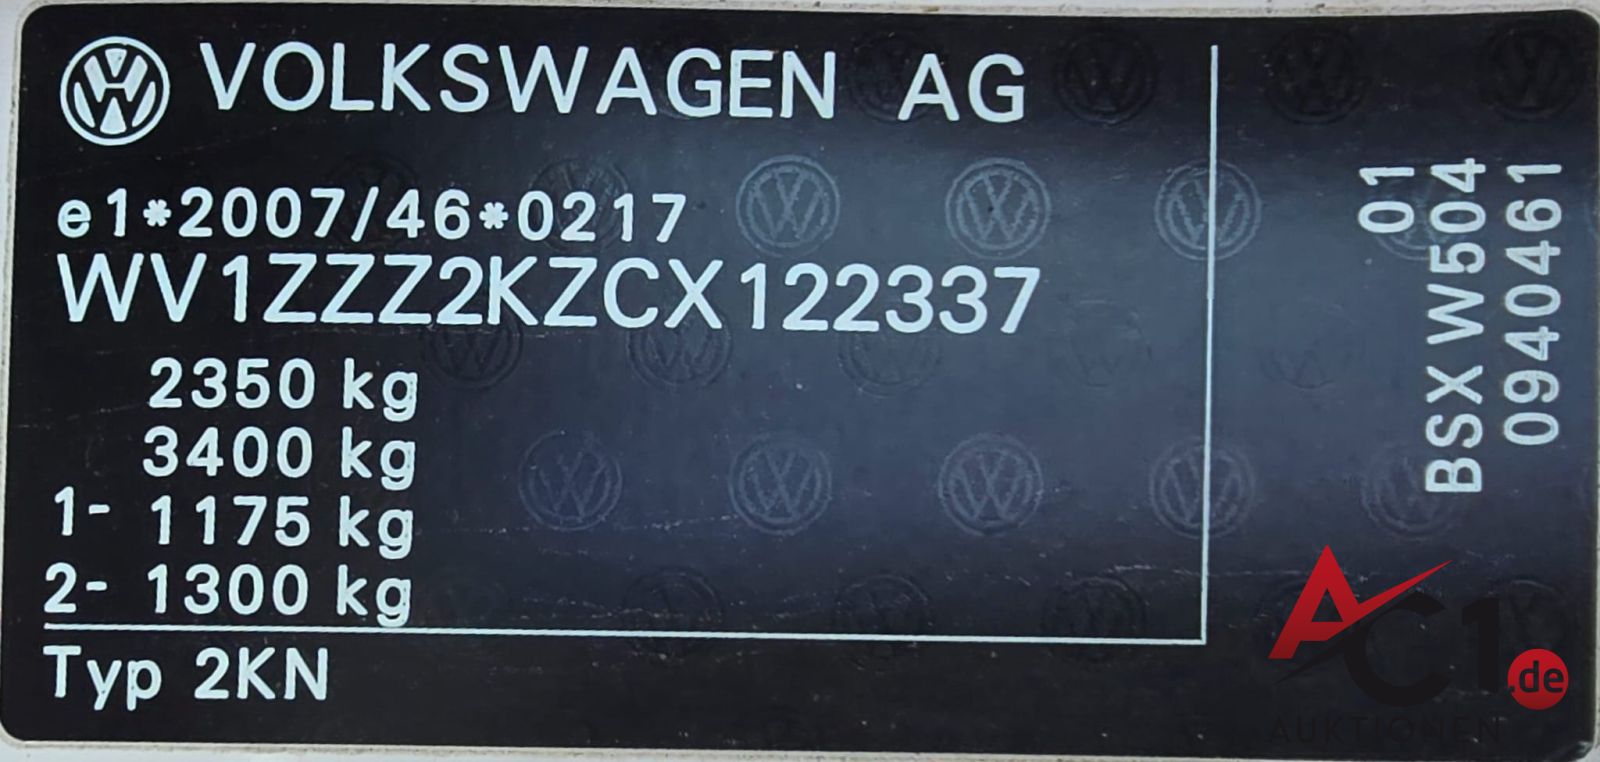 VOLKSWAGEN AG
e1*2007/46*0217
WV1ZZZ2KZCX122337
2350 kg
3400 kg
1- 1175 kg
2- 1300 kg
Typ 2KN
01
BSX W504
0940461
AC1.de
AUKTIONEN